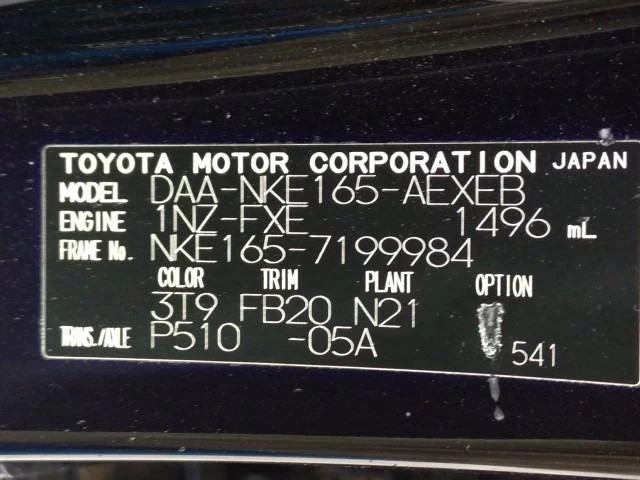 TOYOTA MOTOR CORPORATION JAPAN
MODEL DAA-NKE165-AEXEB
ENGINE 1NZ-FXE 1496 mL
FRAME No. NKE165-7199984
COLOR TRIM PLANT OPTION
3T9 FB20 N21
TRANS./AXLE P510 -05A 541